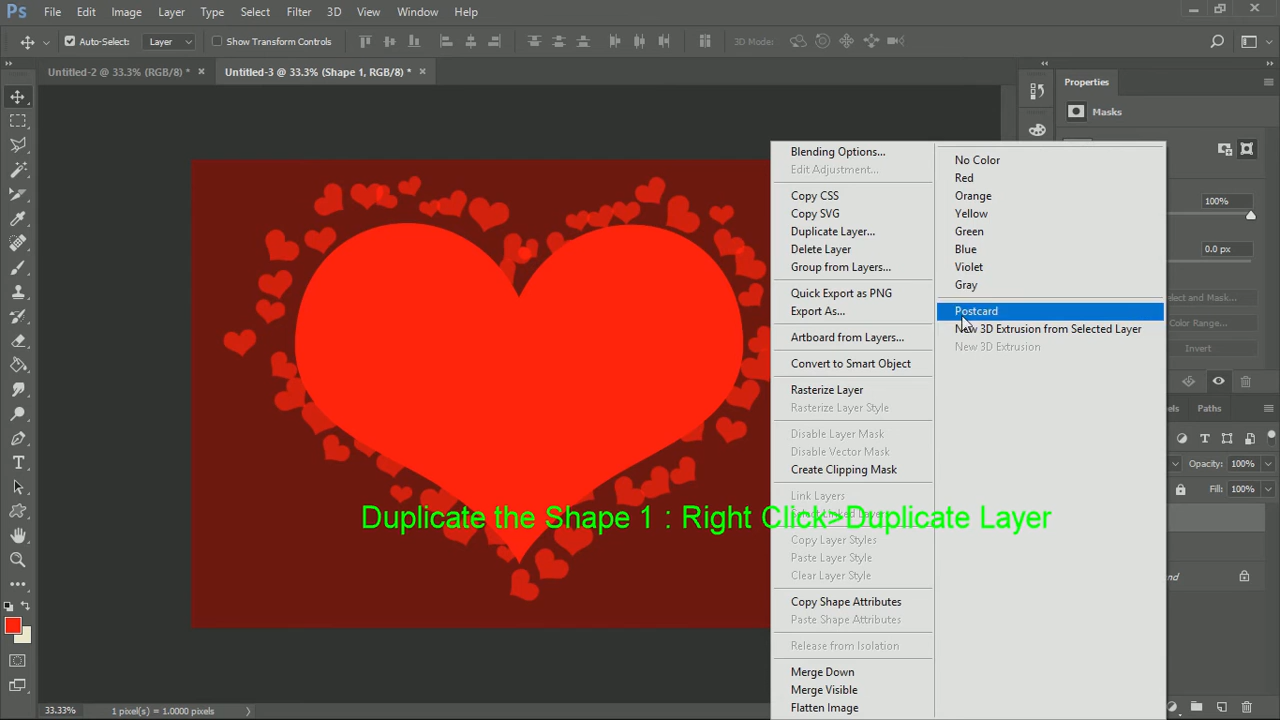 Ps File Edit Image Layer Type Select Filter 3D View Window Help
Auto-Select: Layer Show Transform Controls 3D Mode:
Untitled-2 @ 33.3% (RGB/8) * × Untitled-3 @ 33.3% (Shape 1, RGB/8) * ×
Properties
Masks
100%
0.0 px
elect and Mask...
Color Range...
Invert
Paths
Opacity: 100%
Fill: 100%
Blending Options...
Edit Adjustment...
Copy CSS
Copy SVG
Duplicate Layer...
Delete Layer
Group from Layers...
Quick Export as PNG
Export As...
Artboard from Layers...
Convert to Smart Object
Rasterize Layer
Rasterize Layer Style
Disable Layer Mask
Disable Vector Mask
Create Clipping Mask
Link Layers
Copy Layer Styles
Paste Layer Style
Clear Layer Style
Copy Shape Attributes
Paste Shape Attributes
Release from Isolation
Merge Down
Merge Visible
Flatten Image
No Color
Red
Orange
Yellow
Green
Blue
Violet
Gray
Postcard
New 3D Extrusion from Selected Layer
New 3D Extrusion
Duplicate the Shape 1 : Right Click>Duplicate Layer
33.33% 1 pixel(s) = 1.0000 pixels